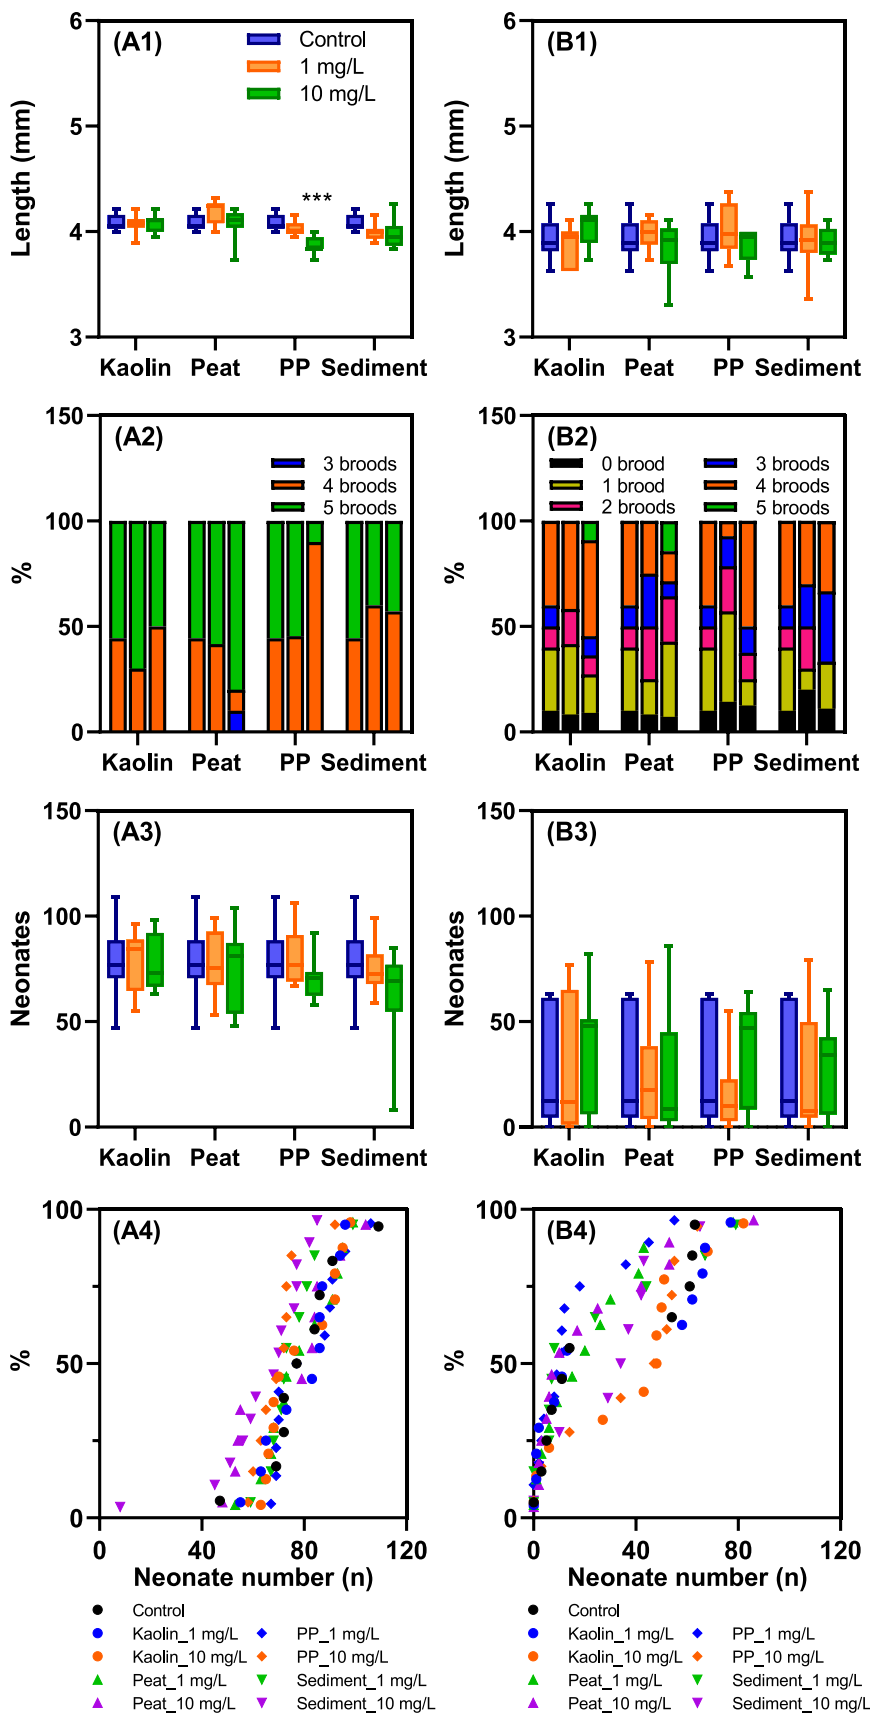 (A1)
Control
1 mg/L
10 mg/L
Length (mm)
6
5
4
3
***
Kaolin Peat PP Sediment
(B1)
Length (mm)
6
5
4
3
Kaolin Peat PP Sediment
(A2)
3 broods
4 broods
5 broods
%
150
100
50
0
Kaolin Peat PP Sediment
(B2)
0 brood 3 broods
1 brood 4 broods
2 broods 5 broods
%
150
100
50
0
Kaolin Peat PP Sediment
(A3)
Neonates
150
100
50
0
Kaolin Peat PP Sediment
(B3)
Neonates
150
100
50
0
Kaolin Peat PP Sediment
(A4)
%
100
50
0
0 40 80 120
Neonate number (n)
(B4)
%
100
50
0
0 40 80 120
Neonate number (n)
Control
Kaolin_1 mg/L PP_1 mg/L
Kaolin_10 mg/L PP_10 mg/L
Peat_1 mg/L Sediment_1 mg/L
Peat_10 mg/L Sediment_10 mg/L
Control
Kaolin_1 mg/L PP_1 mg/L
Kaolin_10 mg/L PP_10 mg/L
Peat_1 mg/L Sediment_1 mg/L
Peat_10 mg/L Sediment_10 mg/L